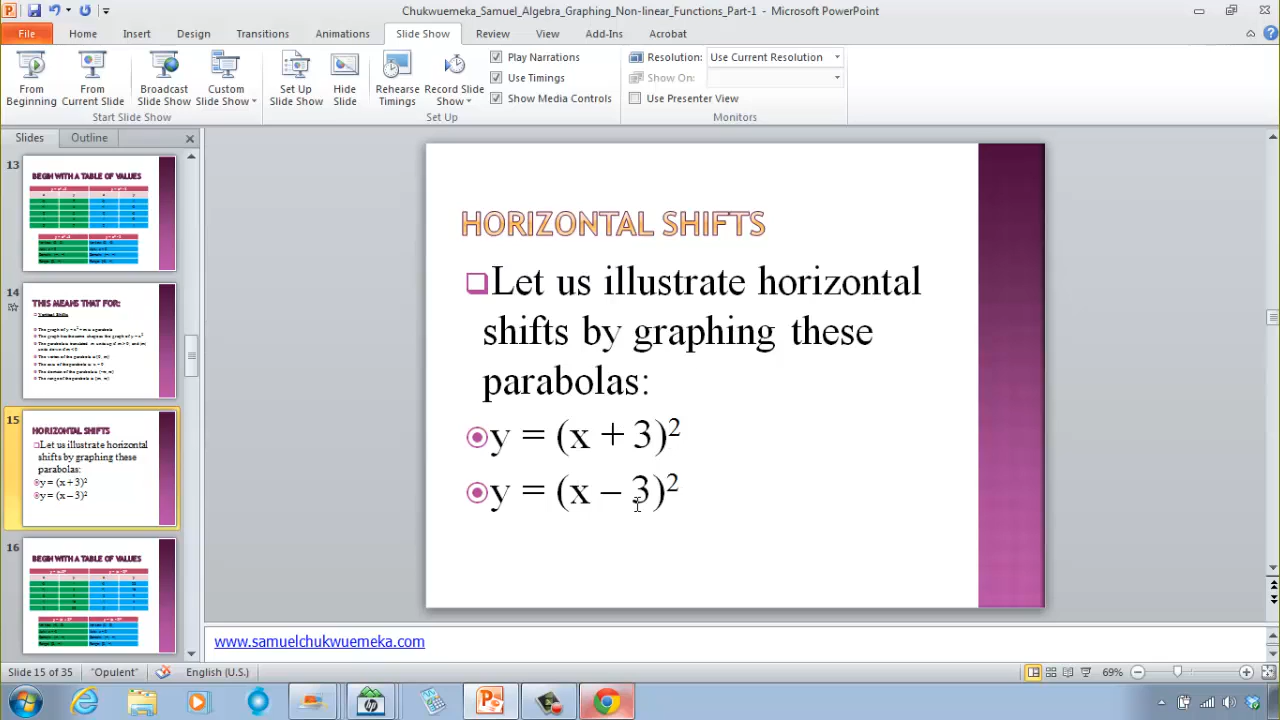 Chukwuemeka_Samuel_Algebra_Graphing_Non-linear_Functions_Part-1 - Microsoft PowerPoint
File Home Insert Design Transitions Animations Slide Show Review View Add-Ins Acrobat
From Beginning
From Current Slide
Broadcast Slide Show
Custom Slide Show
Start Slide Show
Set Up Slide Show
Hide Slide
Rehearse Timings
Record Slide Show
Play Narrations
Use Timings
Show Media Controls
Set Up
Resolution: Use Current Resolution
Show On:
Use Presenter View
Monitors
Slides Outline
13
BEGIN WITH A TABLE OF VALUES
14
THIS MEANS THAT FOR:
Vertical Shifts
15
HORIZONTAL SHIFTS
Let us illustrate horizontal
shifts by graphing these
parabolas:
y = (x + 3)²
y = (x – 3)²
16
BEGIN WITH A TABLE OF VALUES
HORIZONTAL SHIFTS
Let us illustrate horizontal
shifts by graphing these
parabolas:
y = (x + 3)²
y = (x – 3)²
www.samuelchukwuemeka.com
Slide 15 of 35 "Opulent" English (U.S.) 69%